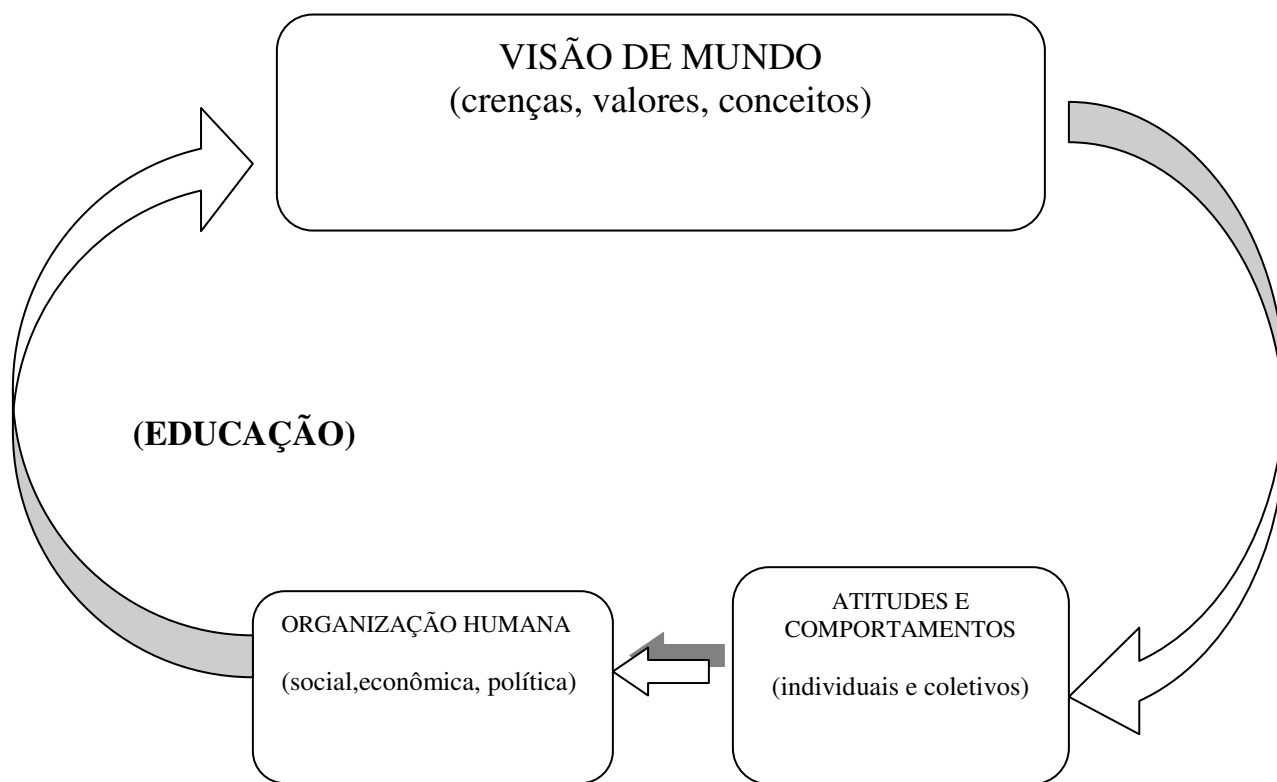 VISÃO DE MUNDO
(crenças, valores, conceitos)
(EDUCAÇÃO)
ORGANIZAÇÃO HUMANA
(social,econômica, política)
ATITUDES E
COMPORTAMENTOS
(individuais e coletivos)